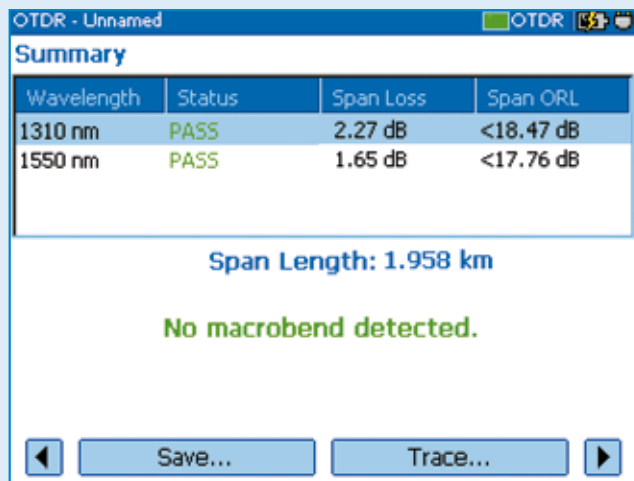 OTDR - Unnamed OTDR
Summary
Wavelength Status Span Loss Span ORL
1310 nm PASS 2.27 dB <18.47 dB
1550 nm PASS 1.65 dB <17.76 dB
Span Length: 1.958 km
No macrobend detected.
Save... Trace...